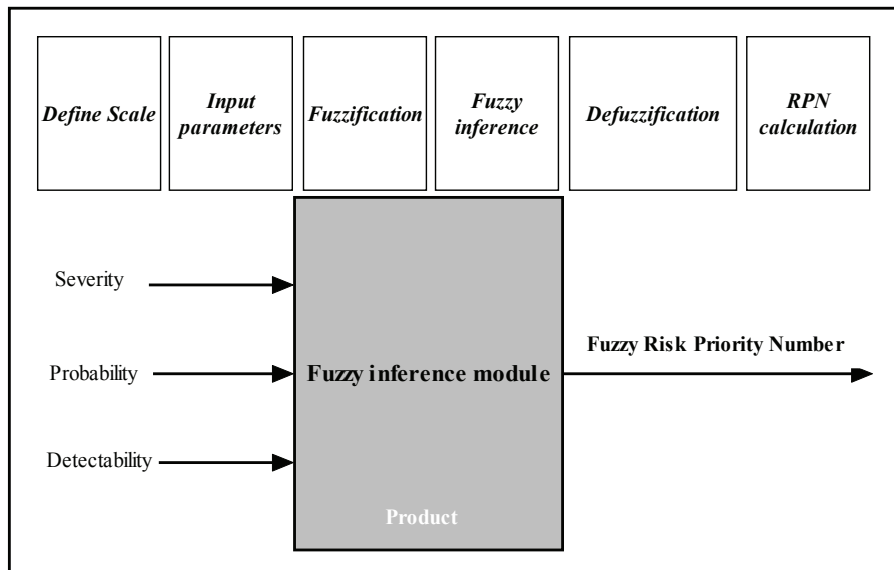 Define Scale
Input
parameters
Fuzzification
Fuzzy
inference
Defuzzification
RPN
calculation
Severity
Probability
Detectability
Fuzzy inference module
Product
Fuzzy Risk Priority Number